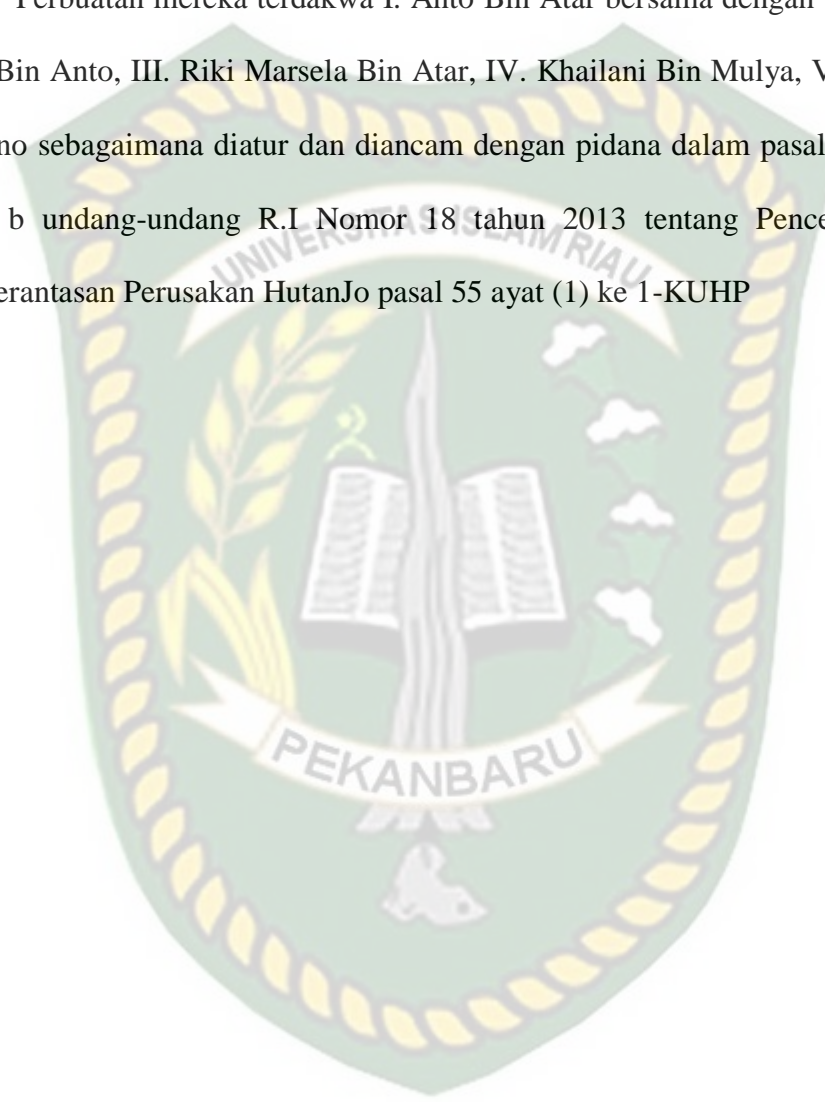 Perbuatan mereka terdakwa I. Anto Bin Atar bersama dengan
Bin Anto, III. Riki Marsela Bin Atar, IV. Khailani Bin Mulya, V
no sebagaimana diatur dan diancam dengan pidana dalam pasal
b undang-undang R.I Nomor 18 tahun 2013 tentang Pence
erantasan Perusakan HutanJo pasal 55 ayat (1) ke 1-KUHP
UNIVERSITAS ISLAM RIAU
PEKANBARU